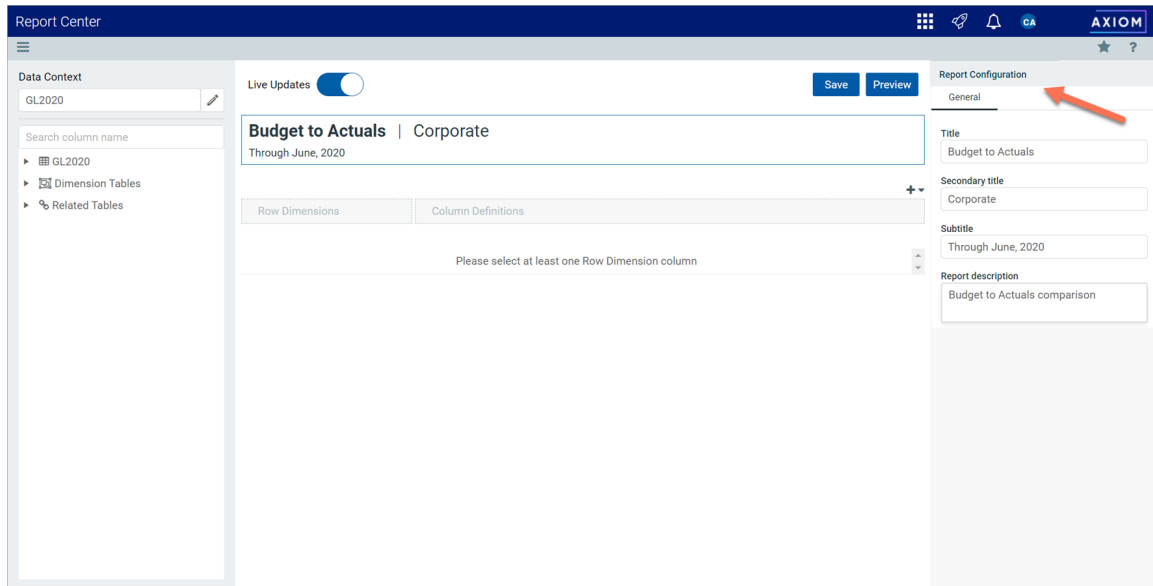 Report Center
CA
AXIOM
?
Data Context
GL2020
Search column name
GL2020
Dimension Tables
Related Tables
Live Updates
Save
Preview
Budget to Actuals | Corporate
Through June, 2020
Row Dimensions
Column Definitions
Please select at least one Row Dimension column
Report Configuration
General
Title
Budget to Actuals
Secondary title
Corporate
Subtitle
Through June, 2020
Report description
Budget to Actuals comparison